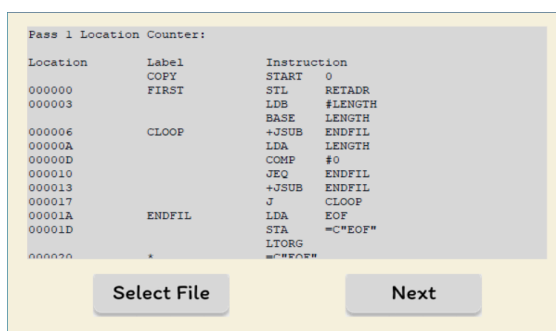 Pass 1 Location Counter:
Location Label Instruction
COPY START 0
000000 FIRST STL RETADR
000003 LDB #LENGTH
BASE LENGTH
000006 CLOOP +JSUB ENDFIL
00000A LDA LENGTH
00000D COMP #0
000010 JEQ ENDFIL
000013 +JSUB ENDFIL
000017 J CLOOP
00001A ENDFIL LDA EOF
00001D STA =C"EOF"
LTORG
000020 * =C"EOF"
Select File Next